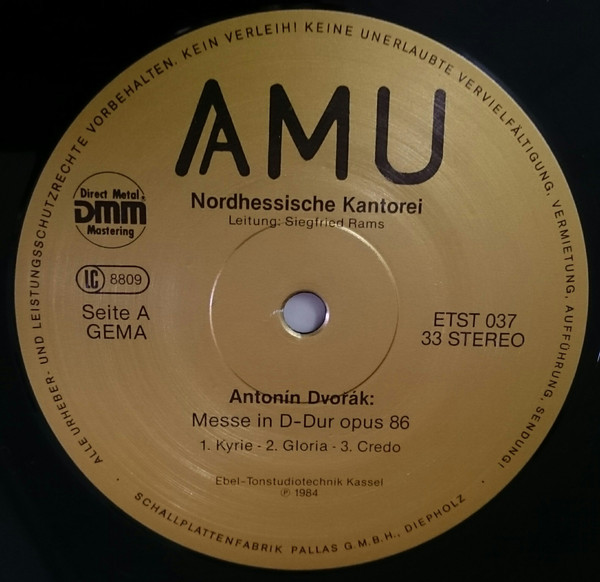 ALLE URHEBER- UND LEISTUNGSSCHUTZRECHTE VORBEHALTEN. KEIN VERLEIH! KEINE UNERLAUBTE VERVIELFÄLTIGUNG, VERMIETUNG, AUFFÜHRUNG, SENDUNG!
AMU
Nordhessische Kantorei
Leitung: Siegfried Rams
Direct Metal
DMM
Mastering
LC 8809
Seite A
GEMA
ETST 037
33 STEREO
Antonín Dvořák:
Messe in D-Dur opus 86
1. Kyrie - 2. Gloria - 3. Credo
Ebel-Tonstudiotechnik Kassel
℗ 1984
· SCHALLPLATTENFABRIK PALLAS G.M.B.H., DIEPHOLZ ·